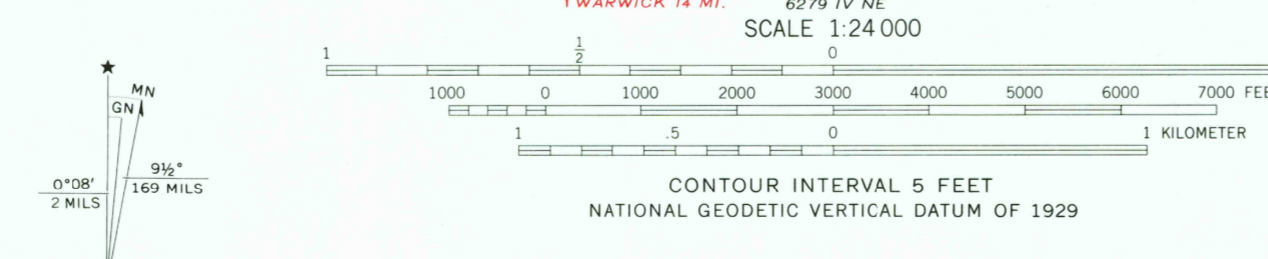 WARWICK 14 MI. 6279 IV NE
SCALE 1:24 000
1 ½ 0
1000 0 1000 2000 3000 4000 5000 6000 7000
1 .5 0 1 KILOMETER
CONTOUR INTERVAL 5 FEET
NATIONAL GEODETIC VERTICAL DATUM OF 1929
★
MN
GN
9½°
169 MILS
0°08'
2 MILS